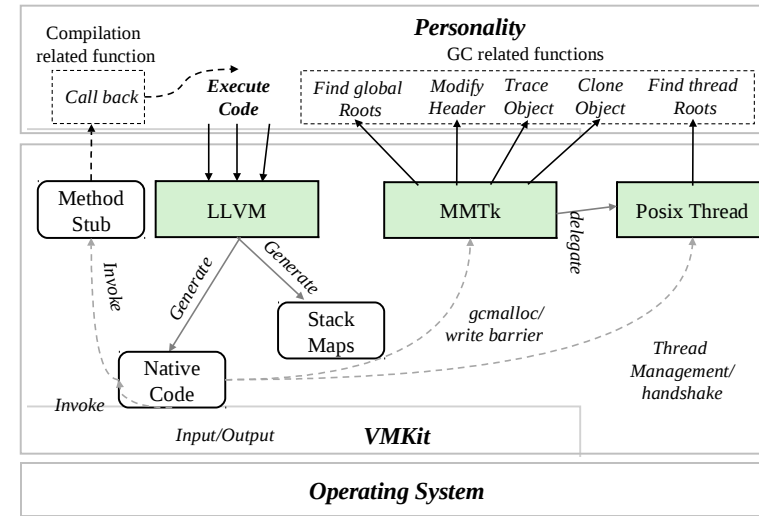 Personality
Compilation
related function
GC related functions
Call back
Execute
Code
Find global
Roots
Modify
Header
Trace
Object
Clone
Object
Find thread
Roots
Method
Stub
LLVM
MMTk
Posix Thread
delegate
Invoke
Generate
Generate
Stack
Maps
gcmalloc/
write barrier
Native
Code
Thread
Management/
handshake
Invoke
Input/Output
VMKit
Operating System